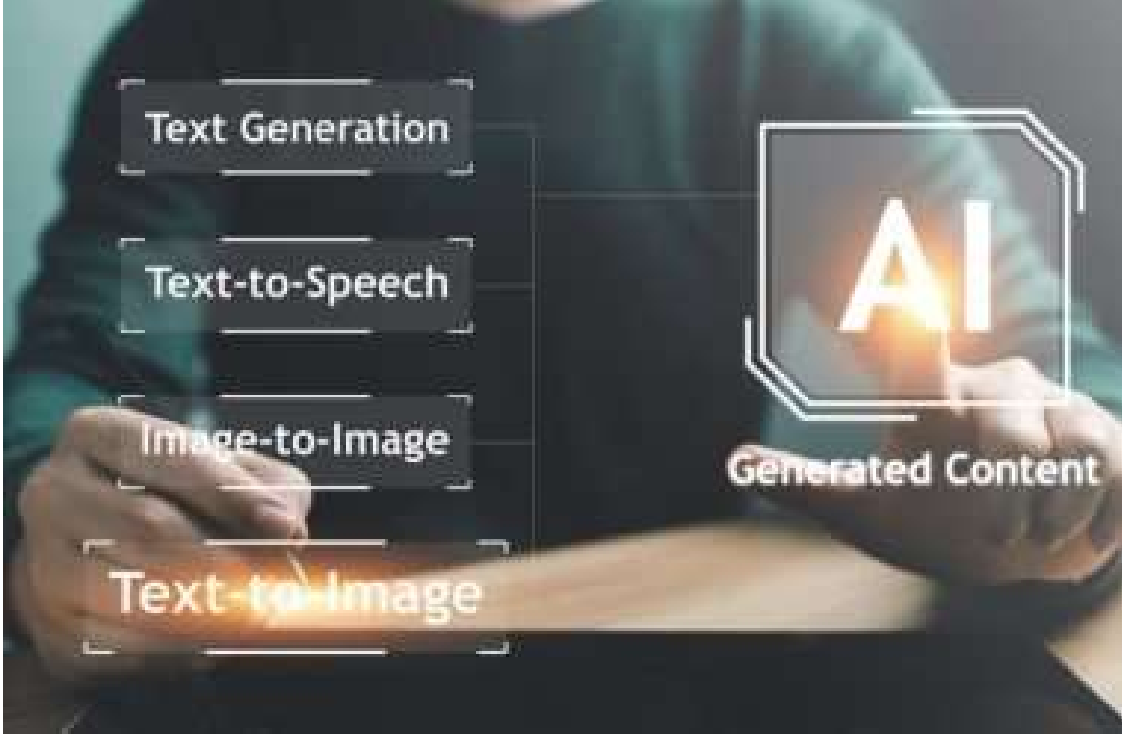 Text Generation
Text-to-Speech
Image-to-Image
Text-to-Image
AI
Generated Content